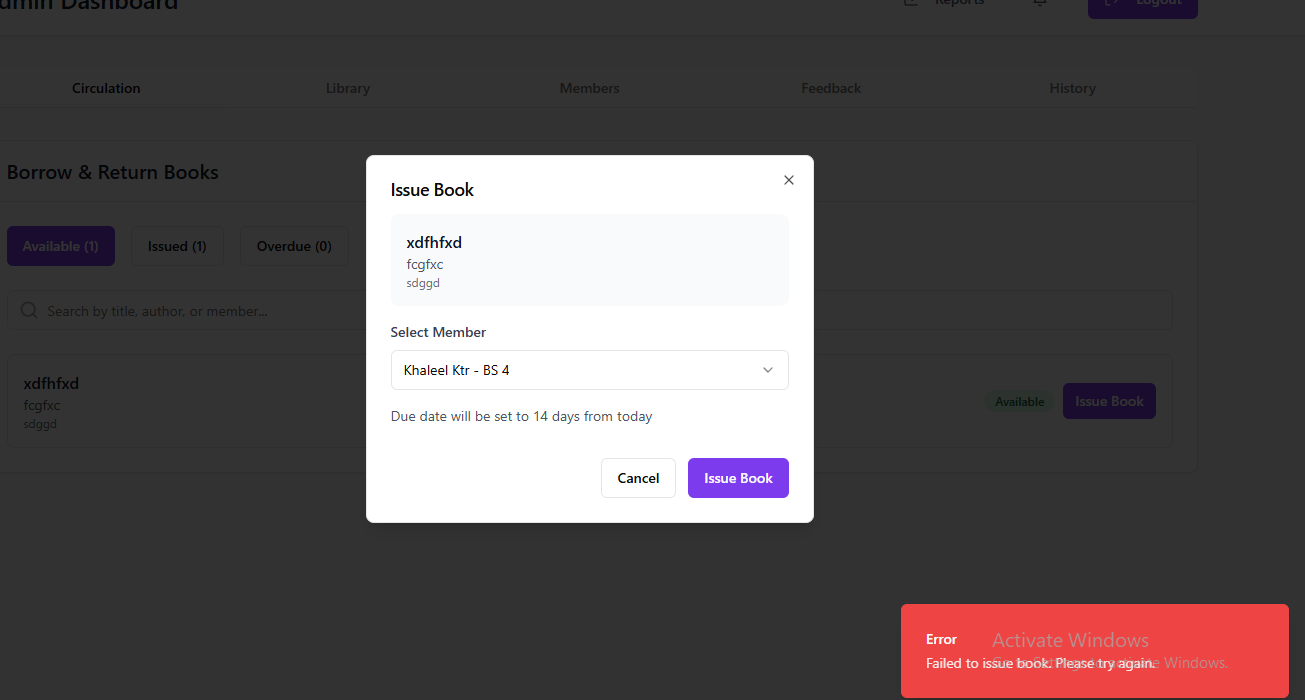 dmin Dashboard
Reports
Logout
Circulation Library Members Feedback History
Borrow & Return Books
Available (1) Issued (1) Overdue (0)
Search by title, author, or member...
xdfhfxd
fcgfxc
sdggd
Available Issue Book
Issue Book
xdfhfxd
fcgfxc
sdggd
Select Member
Khaleel Ktr - BS 4
Due date will be set to 14 days from today
Cancel Issue Book
Error
Failed to issue book. Please try again.
Activate Windows
Go to Settings to activate Windows.